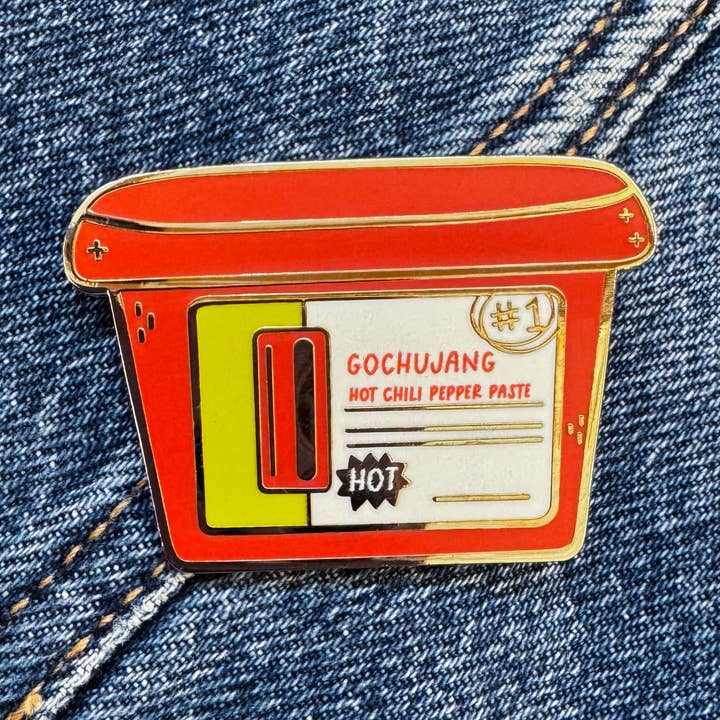 #1
GOCHUJANG
HOT CHILI PEPPER PASTE
HOT